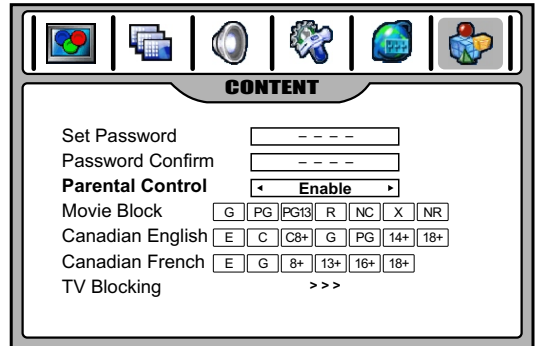 CONTENT
Set Password – – – –
Password Confirm – – – –
Parental Control ◂ Enable ▸
Movie Block G PG PG13 R NC X NR
Canadian English E C C8+ G PG 14+ 18+
Canadian French E G 8+ 13+ 16+ 18+
TV Blocking >>>